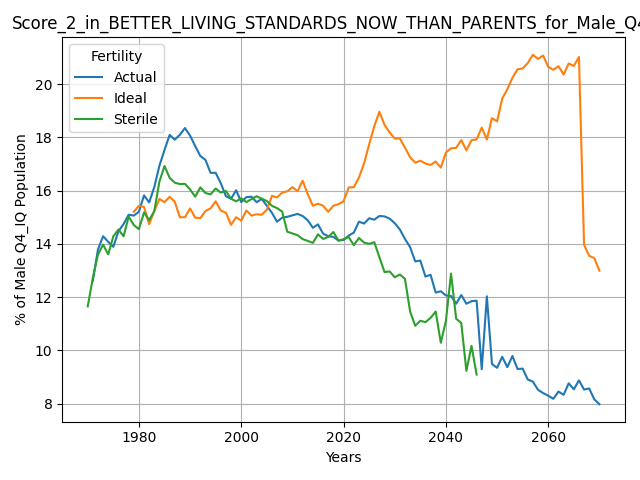 Score_2_in_BETTER_LIVING_STANDARDS_NOW_THAN_PARENTS_for_Male_Q4
Fertility
Actual
Ideal
Sterile
% of Male Q4_IQ Population
20
18
16
14
12
10
8
1980 2000 2020 2040 2060
Years